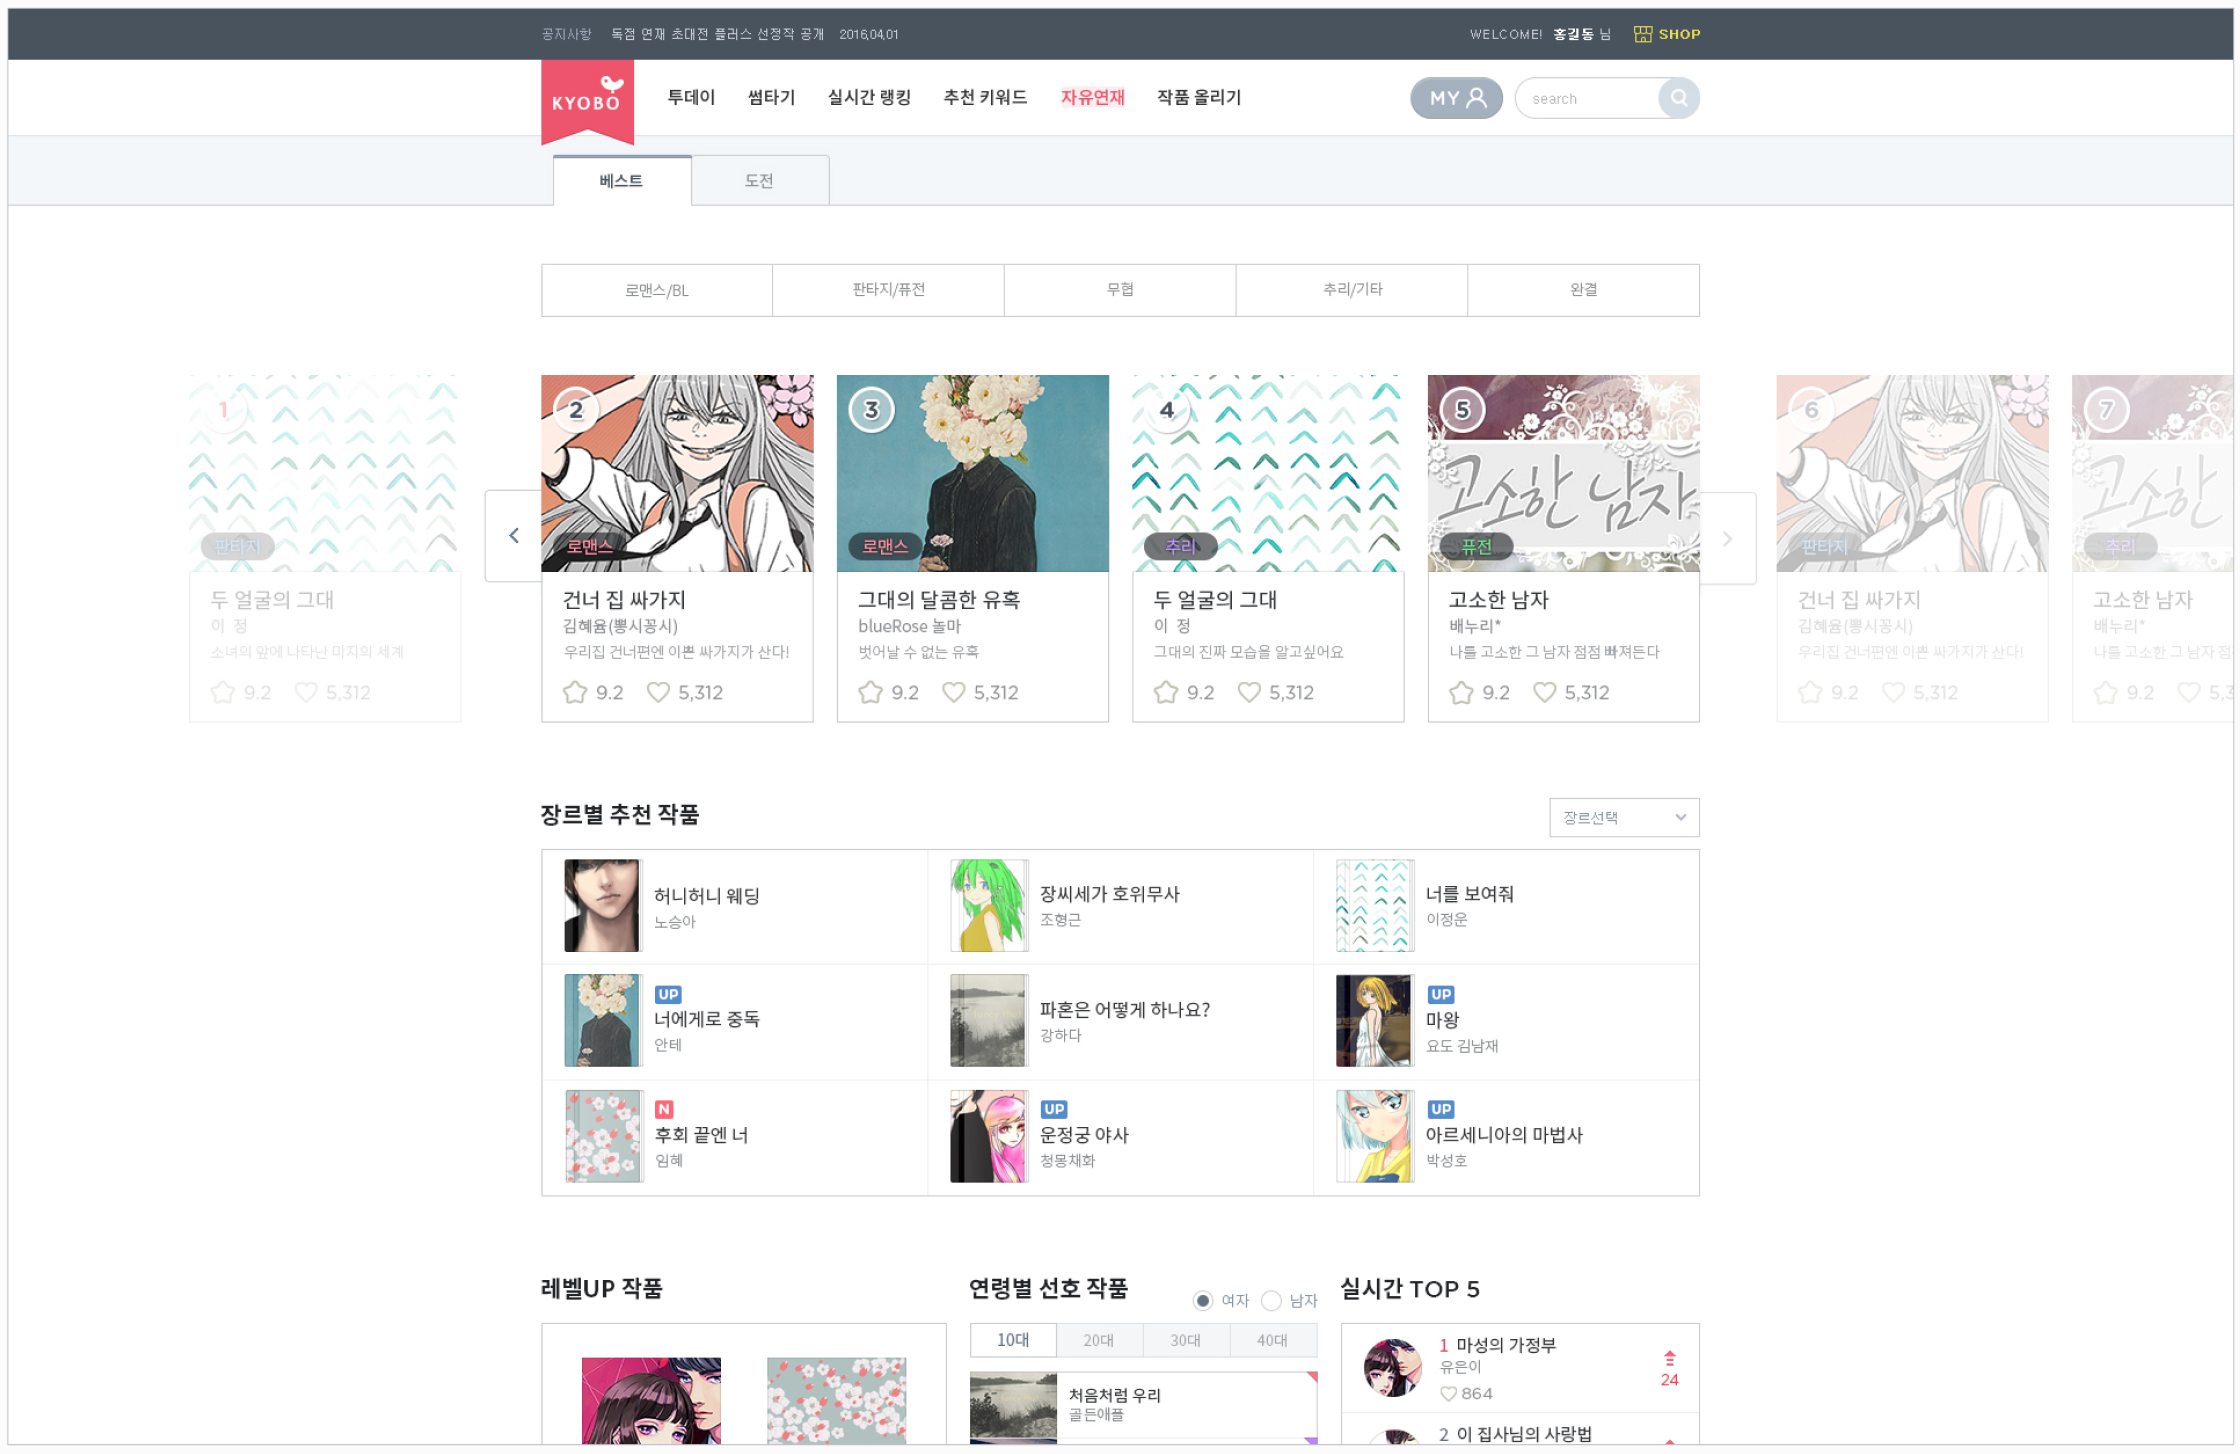 공지사항 독점 연재 초대전 플러스 선정작 공개 2016.04.01
WELCOME! 홍길동 님 SHOP
KYOBO
투데이 썸타기 실시간 랭킹 추천 키워드 자유연재 작품 올리기
MY search
베스트 도전
로맨스/BL 판타지/퓨전 무협 추리/기타 완결
1
판타지
두 얼굴의 그대
이 정
소녀의 앞에 나타난 미지의 세계
9.2 5,312
2
로맨스
건너 집 싸가지
김혜윰(뽕시꽁시)
우리집 건너편엔 이쁜 싸가지가 산다!
9.2 5,312
3
로맨스
그대의 달콤한 유혹
blueRose 놀마
벗어날 수 없는 유혹
9.2 5,312
4
추리
두 얼굴의 그대
이 정
그대의 진짜 모습을 알고싶어요
9.2 5,312
5
고소한 남자
퓨전
고소한 남자
배누리*
나를 고소한 그 남자 점점 빠져든다
9.2 5,312
6
판타지
건너 집 싸가지
김혜윰(뽕시꽁시)
우리집 건너편엔 이쁜 싸가지가 산다!
9.2 5,312
7
고소한
추리
고소한 남자
배누리*
나를 고소한 그 남자 점
9.2 5,3
장르별 추천 작품
장르선택
허니허니 웨딩
노승아
장씨세가 호위무사
조형근
너를 보여줘
이정운
UP
너에게로 중독
안테
파혼은 어떻게 하나요?
강하다
UP
마왕
요도 김남재
N
후회 끝엔 너
임혜
UP
운정궁 야사
청몽채화
UP
아르세니아의 마법사
박성호
레벨UP 작품
연령별 선호 작품
여자 남자
10대 20대 30대 40대
처음처럼 우리
골든애플
실시간 TOP 5
1 마성의 가정부
유은이
864
24
2 이 집사님의 사랑법